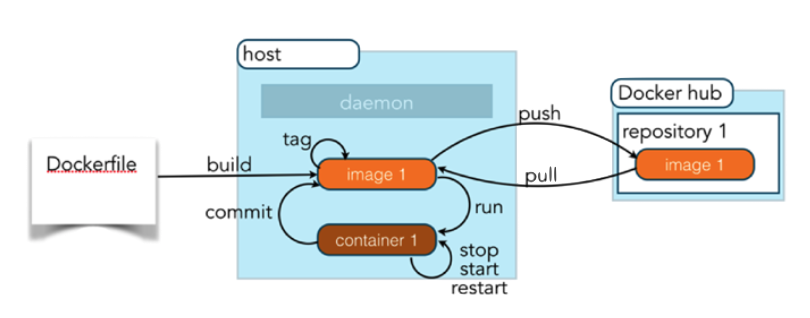 host
daemon
Docker hub
push
repository 1
tag
Dockerfile
build
image 1
image 1
pull
commit
run
container 1
stop
start
restart